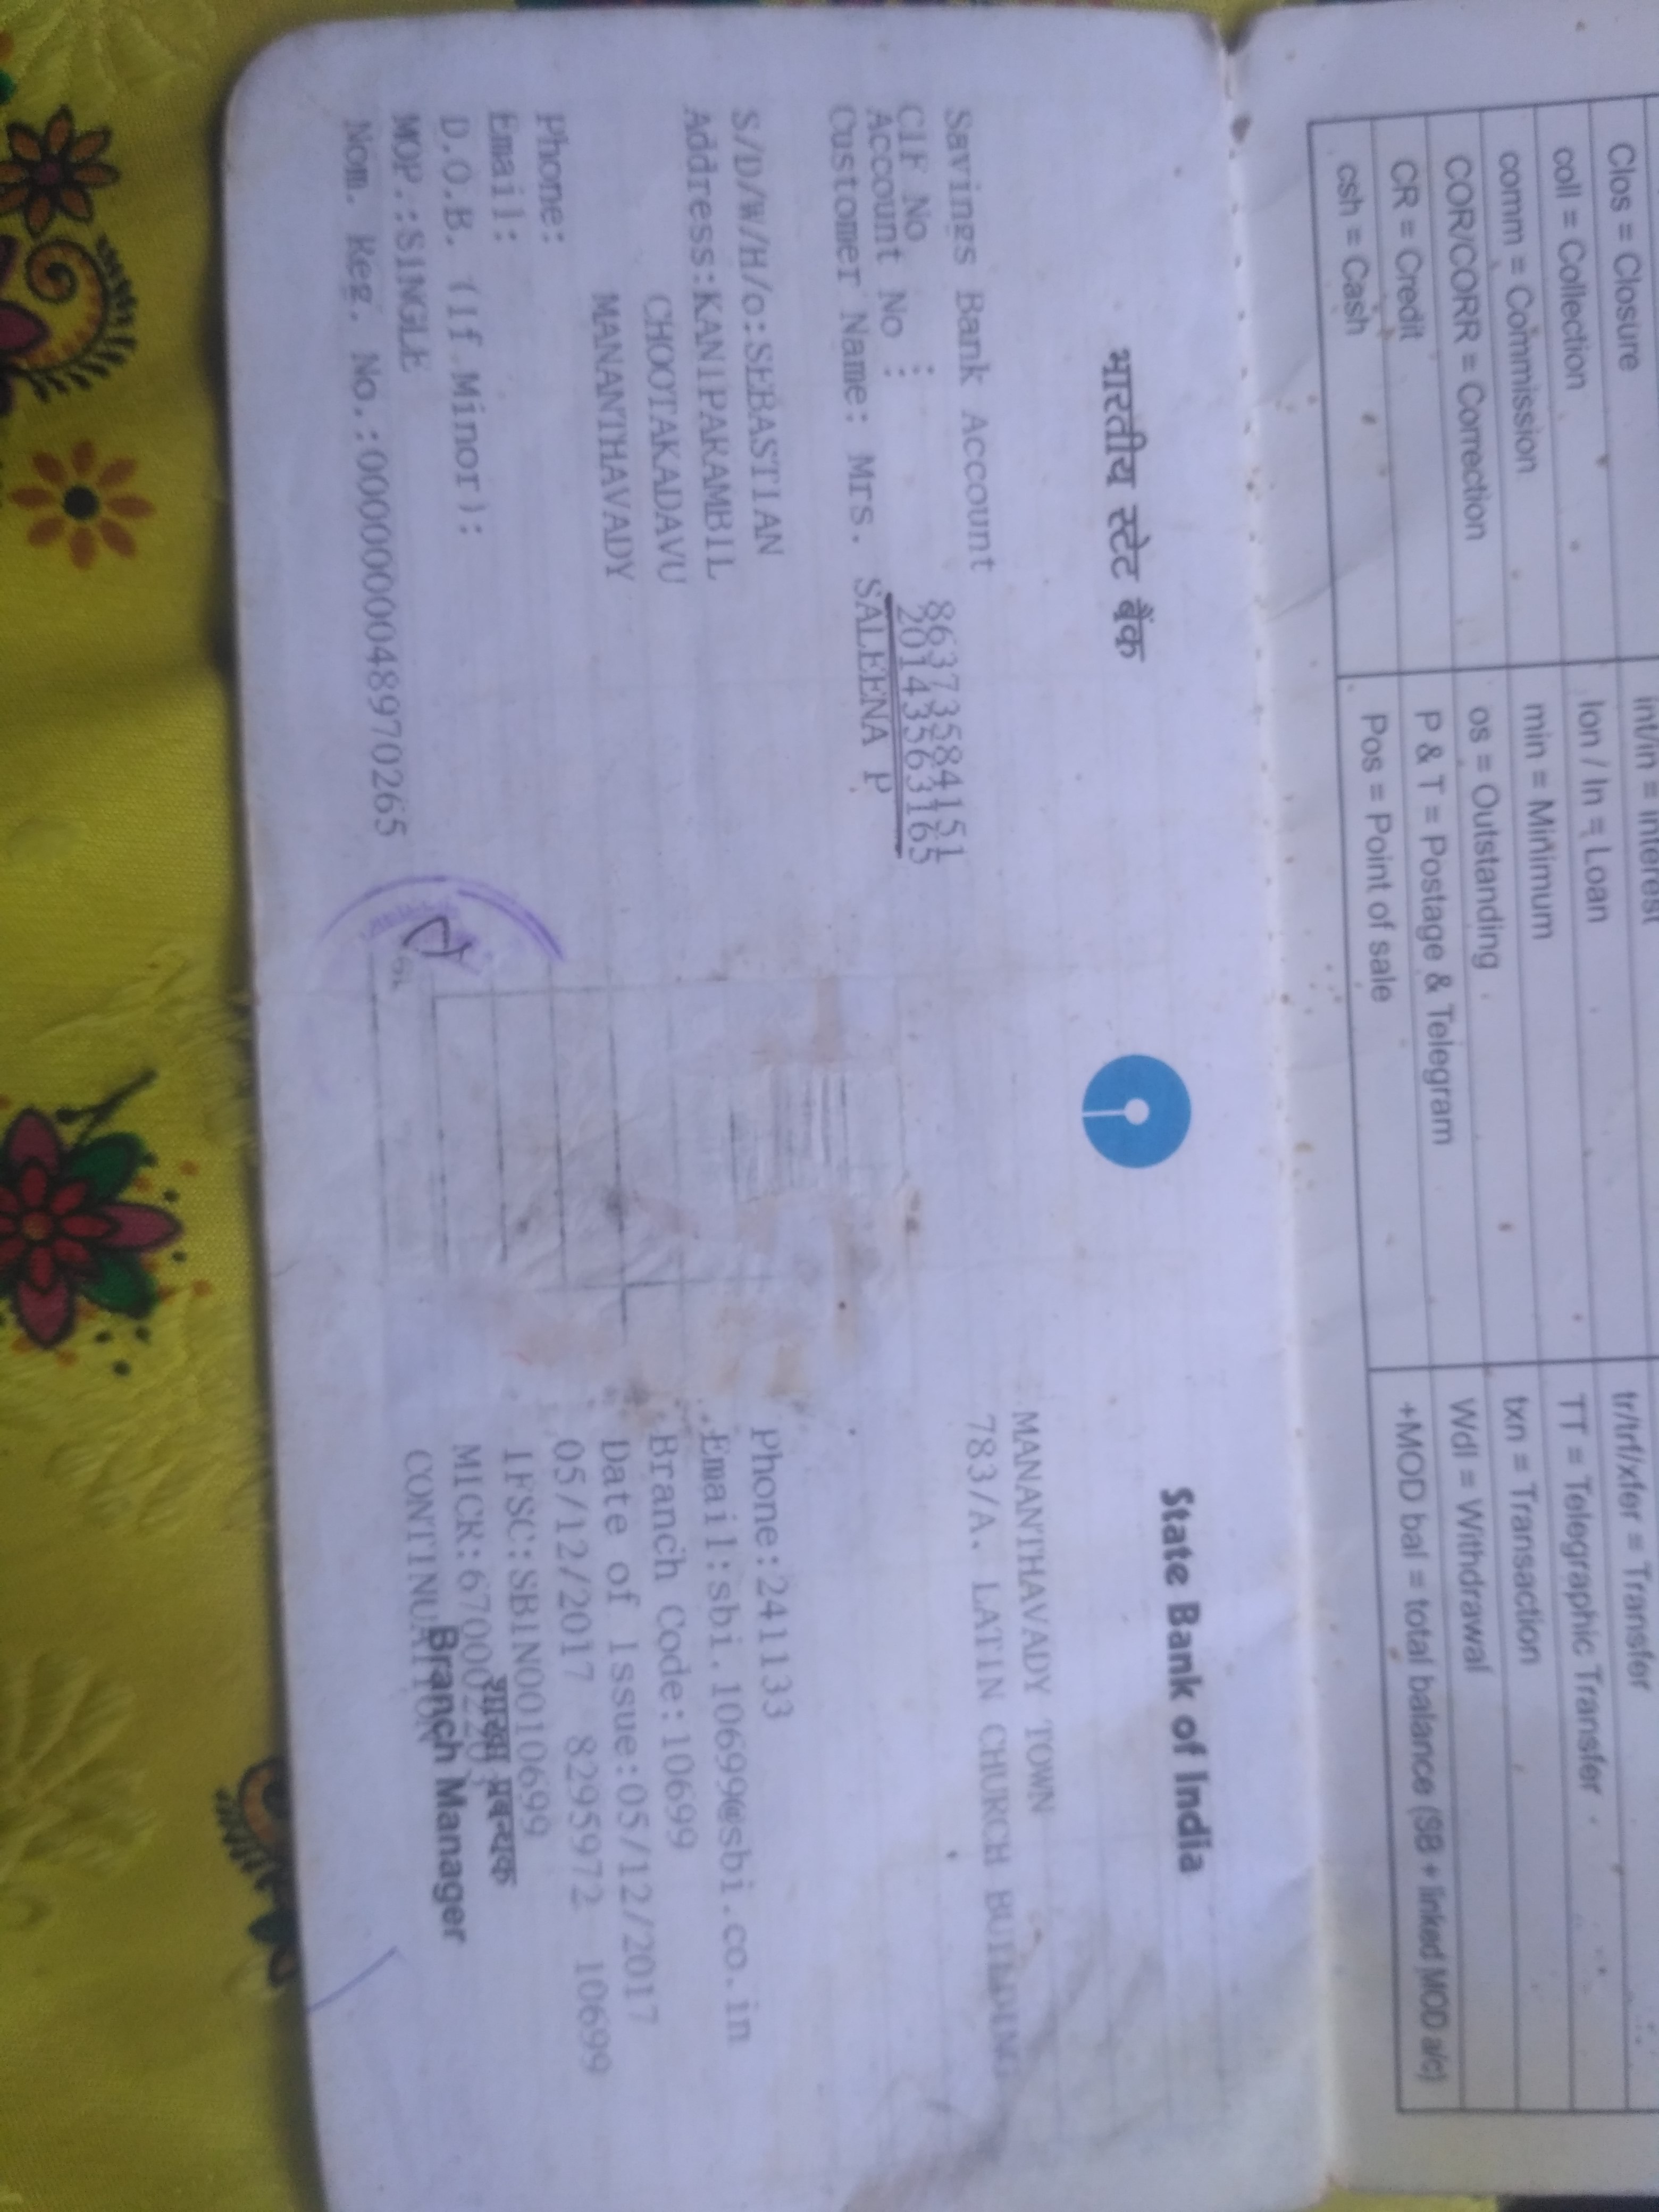 Clos = Closure
int/in = Interest
tr/trf/xfer = Transfer
coll = Collection
lon / ln = Loan
TT = Telegraphic Transfer
comm = Commission
min = Minimum
txn = Transaction
COR/CORR = Correction
os = Outstanding
Wdl = Withdrawal
CR = Credit
P & T = Postage & Telegram
+MOD bal = total balance (SB + linked MOD a/c)
csh = Cash
Pos = Point of sale
भारतीय स्टेट बैंक
State Bank of India
MANANTHAVADY TOWN
783/A. LATIN CHURCH BUILDING
Savings Bank Account
CIF No : 86373584151
Account No : 20143563165
Customer Name: Mrs. SALEENA P
S/D/W/H/o:SEBASTIAN
Address:KANIPARAMBIL
CHOOTAKADAVU
MANANTHAVADY
Phone:
Email:
D.O.B. (If Minor):
MOP.:SINGLE
Nom. Reg. No.:0000000048970265
Phone:241133
Email:sbi.10699@sbi.co.in
Branch Code:10699
Date of Issue:05/12/2017
05/12/2017 8295972 10699
IFSC:SBIN0010699
MICR:670002
CONTINUATION
शाखा प्रबन्धक
Branch Manager